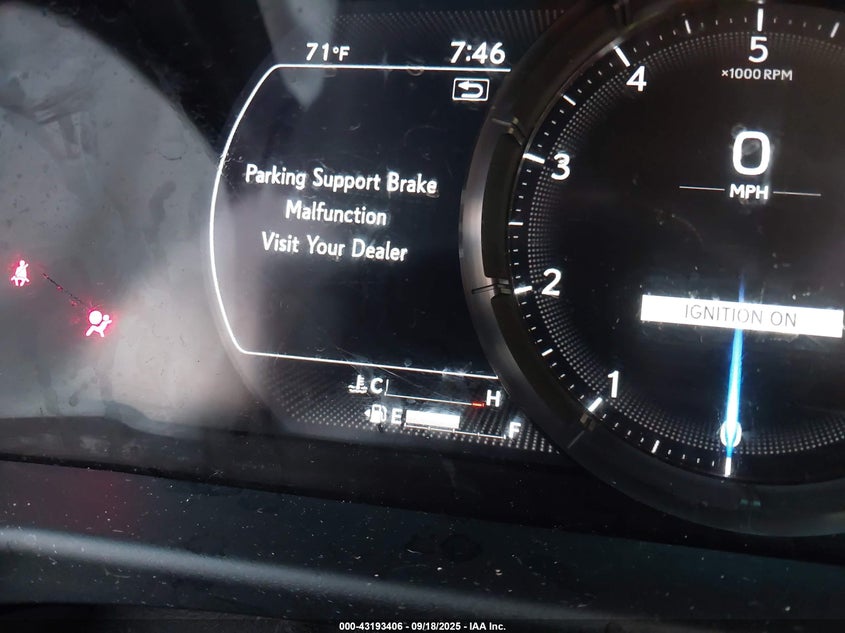 71°F 7:46
Parking Support Brake
Malfunction
Visit Your Dealer
C H
E F
5
×1000 RPM
4
3
2
1
0
MPH
IGNITION ON
000-43193406 - 09/18/2025 - IAA Inc.